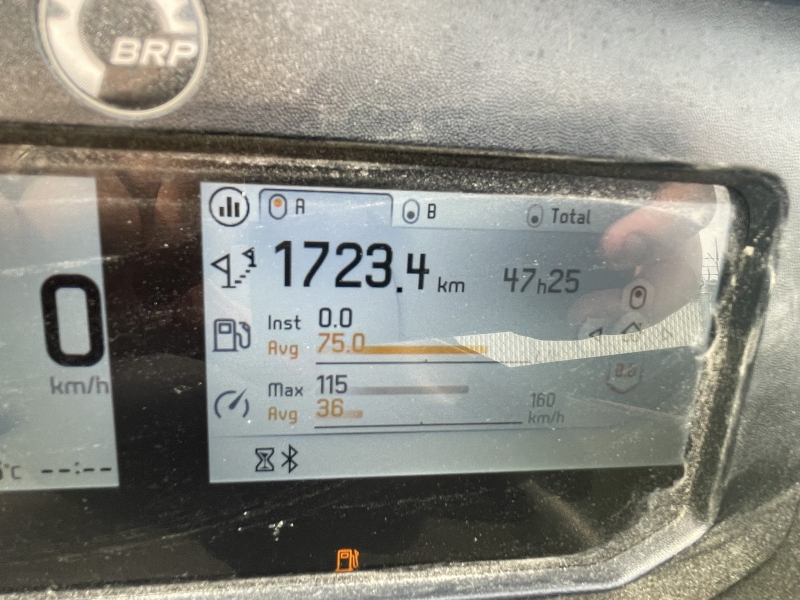 BRP
A
B
Total
1723.4 km
47h25
Inst 0.0
Avg 75.0
Max 115
Avg 36
160
km/h
0
km/h
°C --:--